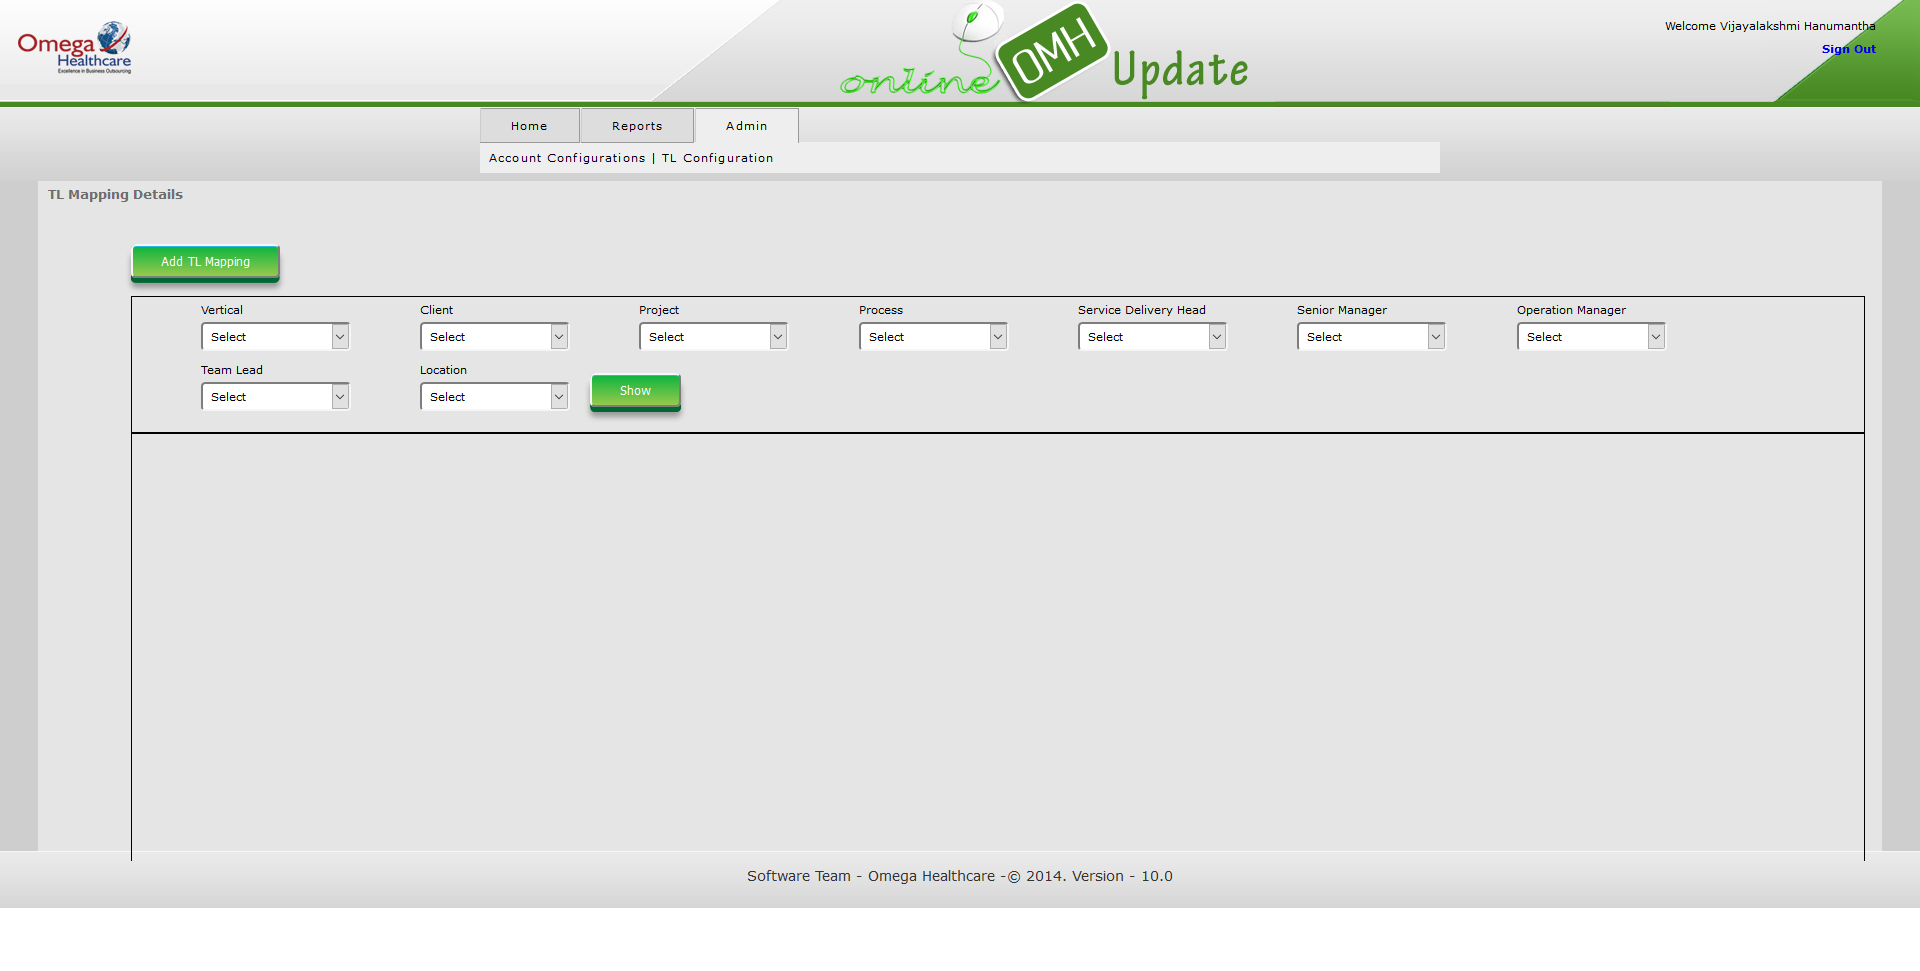 Omega
Healthcare
Excellence in Business Outsourcing
online OMH Update
Welcome Vijayalakshmi Hanumantha
Sign Out
Home Reports Admin
Account Configurations | TL Configuration
TL Mapping Details
Add TL Mapping
Vertical Client Project Process Service Delivery Head Senior Manager Operation Manager
Select Select Select Select Select Select Select
Team Lead Location
Select Select Show
Software Team - Omega Healthcare -© 2014. Version - 10.0